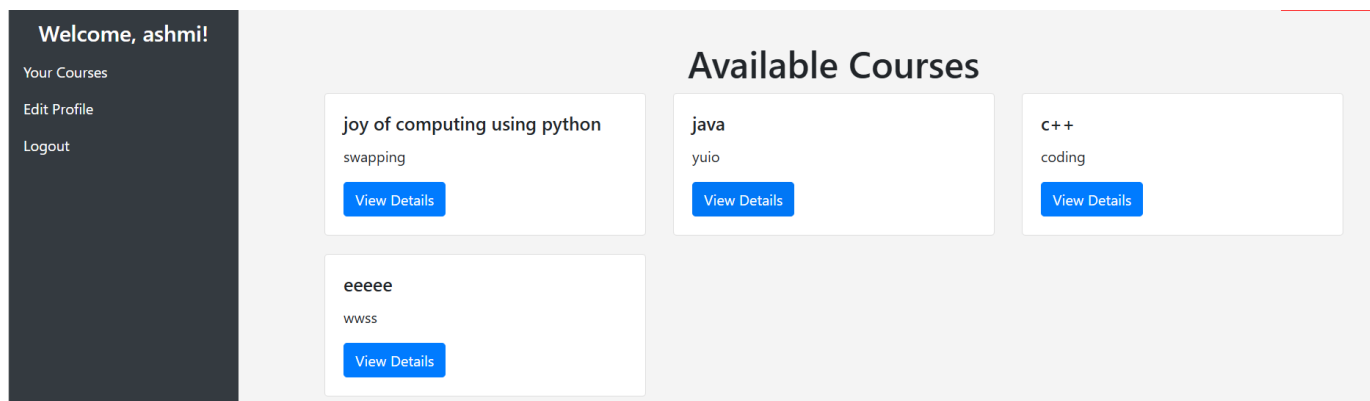 Welcome, ashmi!
Your Courses
Edit Profile
Logout
Available Courses
joy of computing using python
swapping
View Details
java
yuio
View Details
c++
coding
View Details
eeeee
wwss
View Details